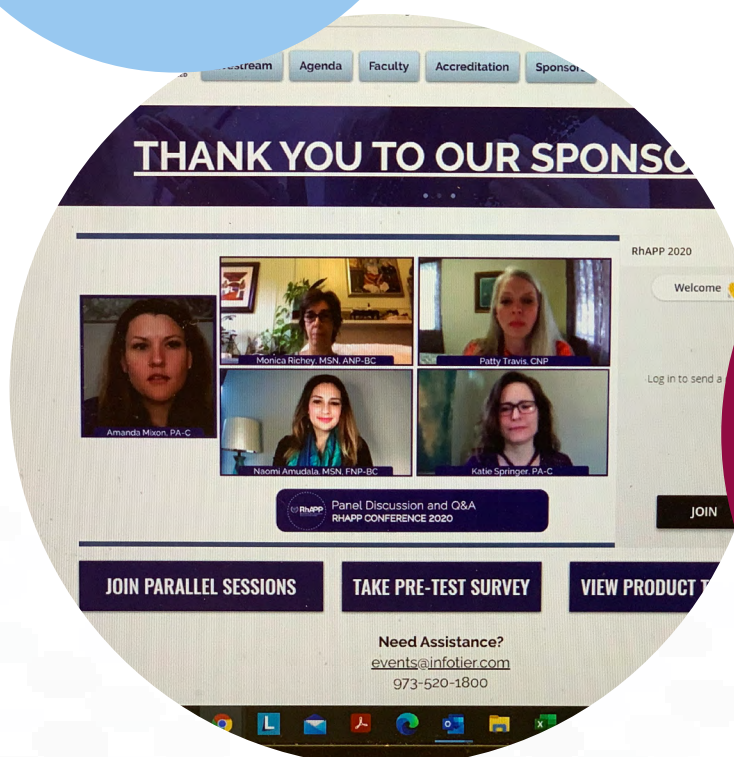 Agenda
Faculty
Accreditation
THANK YOU TO OUR
RhAPP 2020
Welcome
Amanda Mixon, PA-C
Monica Richey, MSN, ANP-BC
Patty Travis, CNP
Naomi Amudala, MSN, FNP-BC
Katie Springer, PA-C
Log in to send a
RhAPP
Panel Discussion and Q&A
RHAPP CONFERENCE 2020
JOIN
JOIN PARALLEL SESSIONS
TAKE PRE-TEST SURVEY
VIEW PRODUCT
Need Assistance?
events@infotier.com
973-520-1800